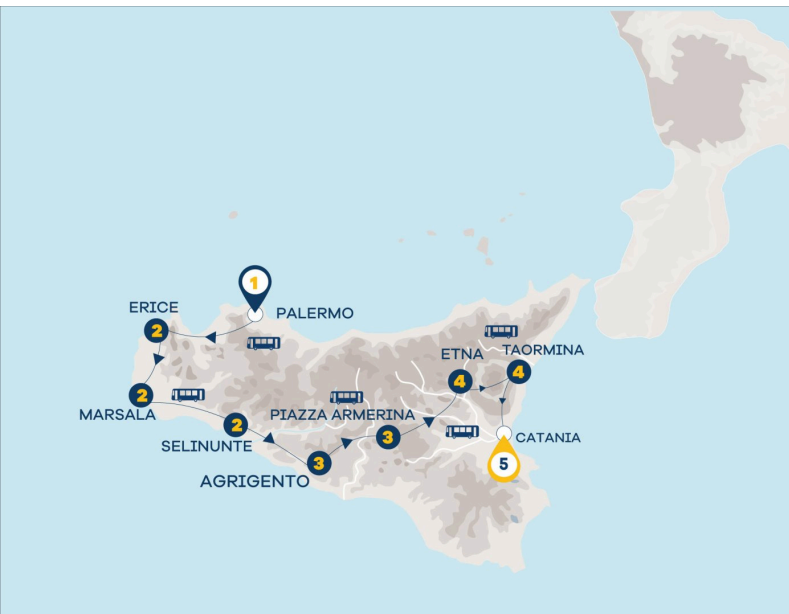 1
PALERMO
ERICE
2
2
MARSALA
2
SELINUNTE
3
AGRIGENTO
PIAZZA ARMERINA
3
ETNA
4
TAORMINA
4
CATANIA
5